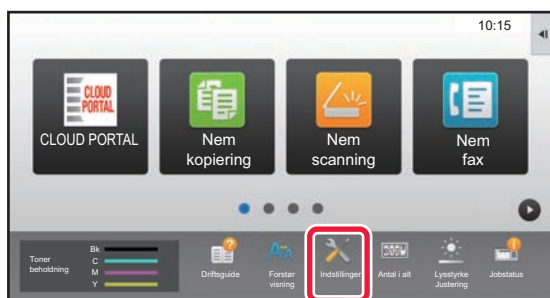 10:15
CLOUD
PORTAL
CLOUD PORTAL
Nem
kopiering
Nem
scanning
Nem
fax
Toner
beholdning
Bk
C
M
Y
Driftsguide
AA
Forstør
visning
Indstillinger
Antal i alt
Lysstyrke
Justering
Jobstatus